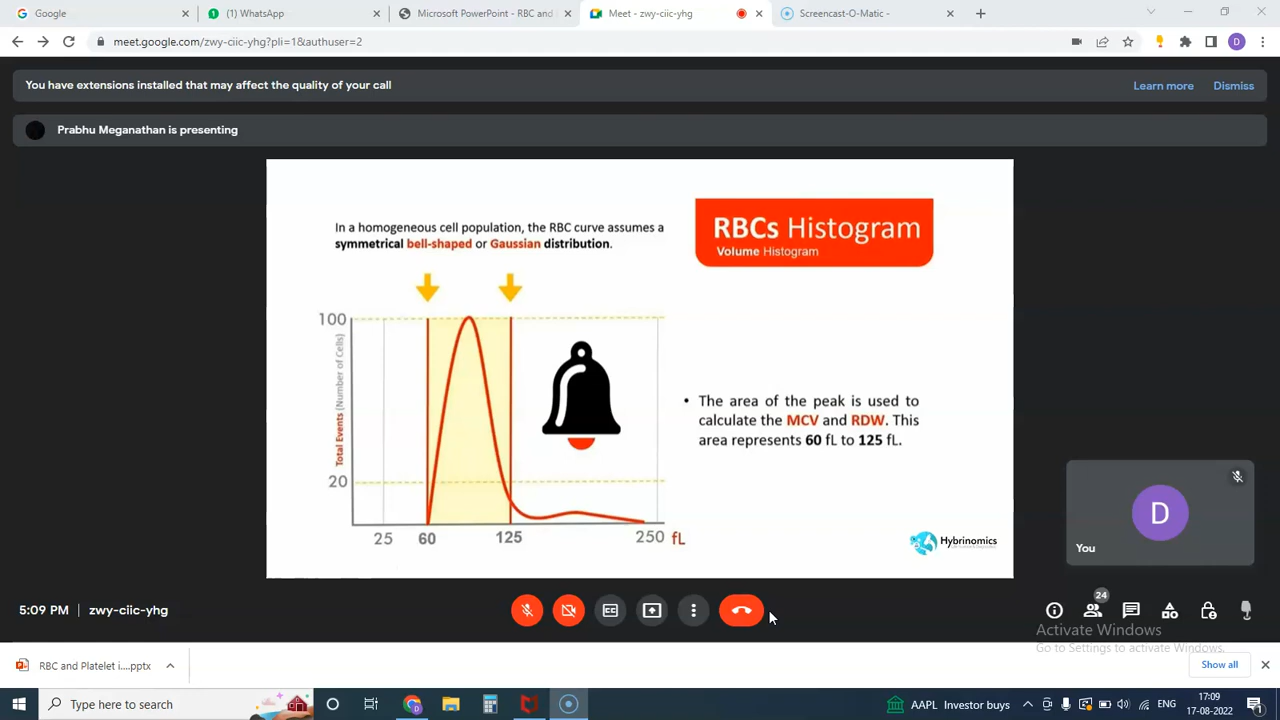 Google
(1) WhatsApp
Microsoft PowerPoint - RBC and
Meet - zwy-ciic-yhg
Screencast-O-Matic -
meet.google.com/zwy-ciic-yhg?pli=1&authuser=2
D
You have extensions installed that may affect the quality of your call
Learn more
Dismiss
Prabhu Meganathan is presenting
In a homogeneous cell population, the RBC curve assumes a
symmetrical bell-shaped or Gaussian distribution.
RBCs Histogram
Volume Histogram
100
20
Total Events (Number of Cells)
25
60
125
250
fL
• The area of the peak is used to
calculate the MCV and RDW. This
area represents 60 fL to 125 fL.
Hybrinomics
D
You
5:09 PM | zwy-ciic-yhg
24
Activate Windows
Go to Settings to activate Windows.
RBC and Platelet i....pptx
Show all
Type here to search
AAPL Investor buys
ENG
17:09
17-08-2022
1